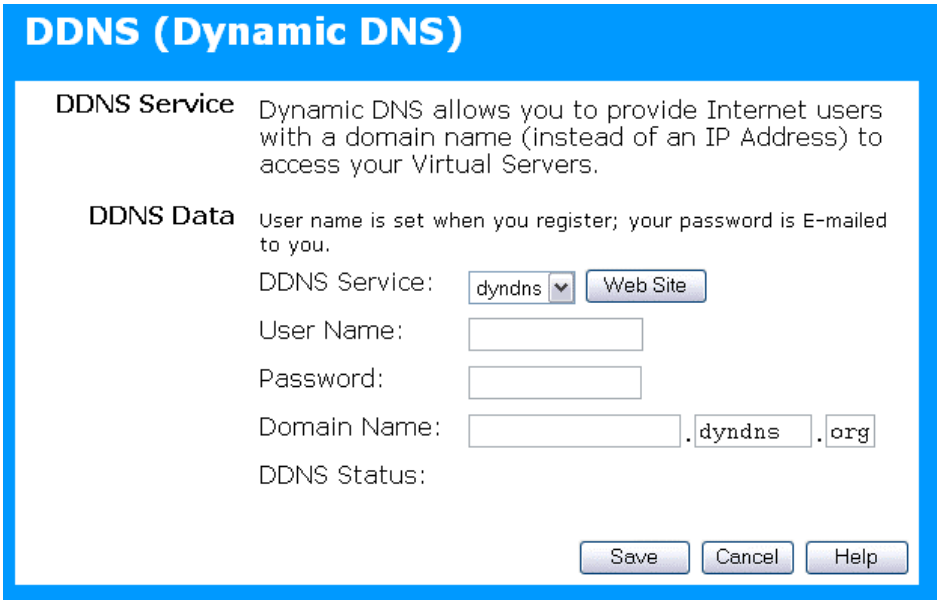 DDNS (Dynamic DNS)
DDNS Service
Dynamic DNS allows you to provide Internet users
with a domain name (instead of an IP Address) to
access your Virtual Servers.
DDNS Data
User name is set when you register; your password is E-mailed
to you.
DDNS Service: dyndns Web Site
User Name:
Password:
Domain Name: .dyndns .org
DDNS Status:
Save Cancel Help